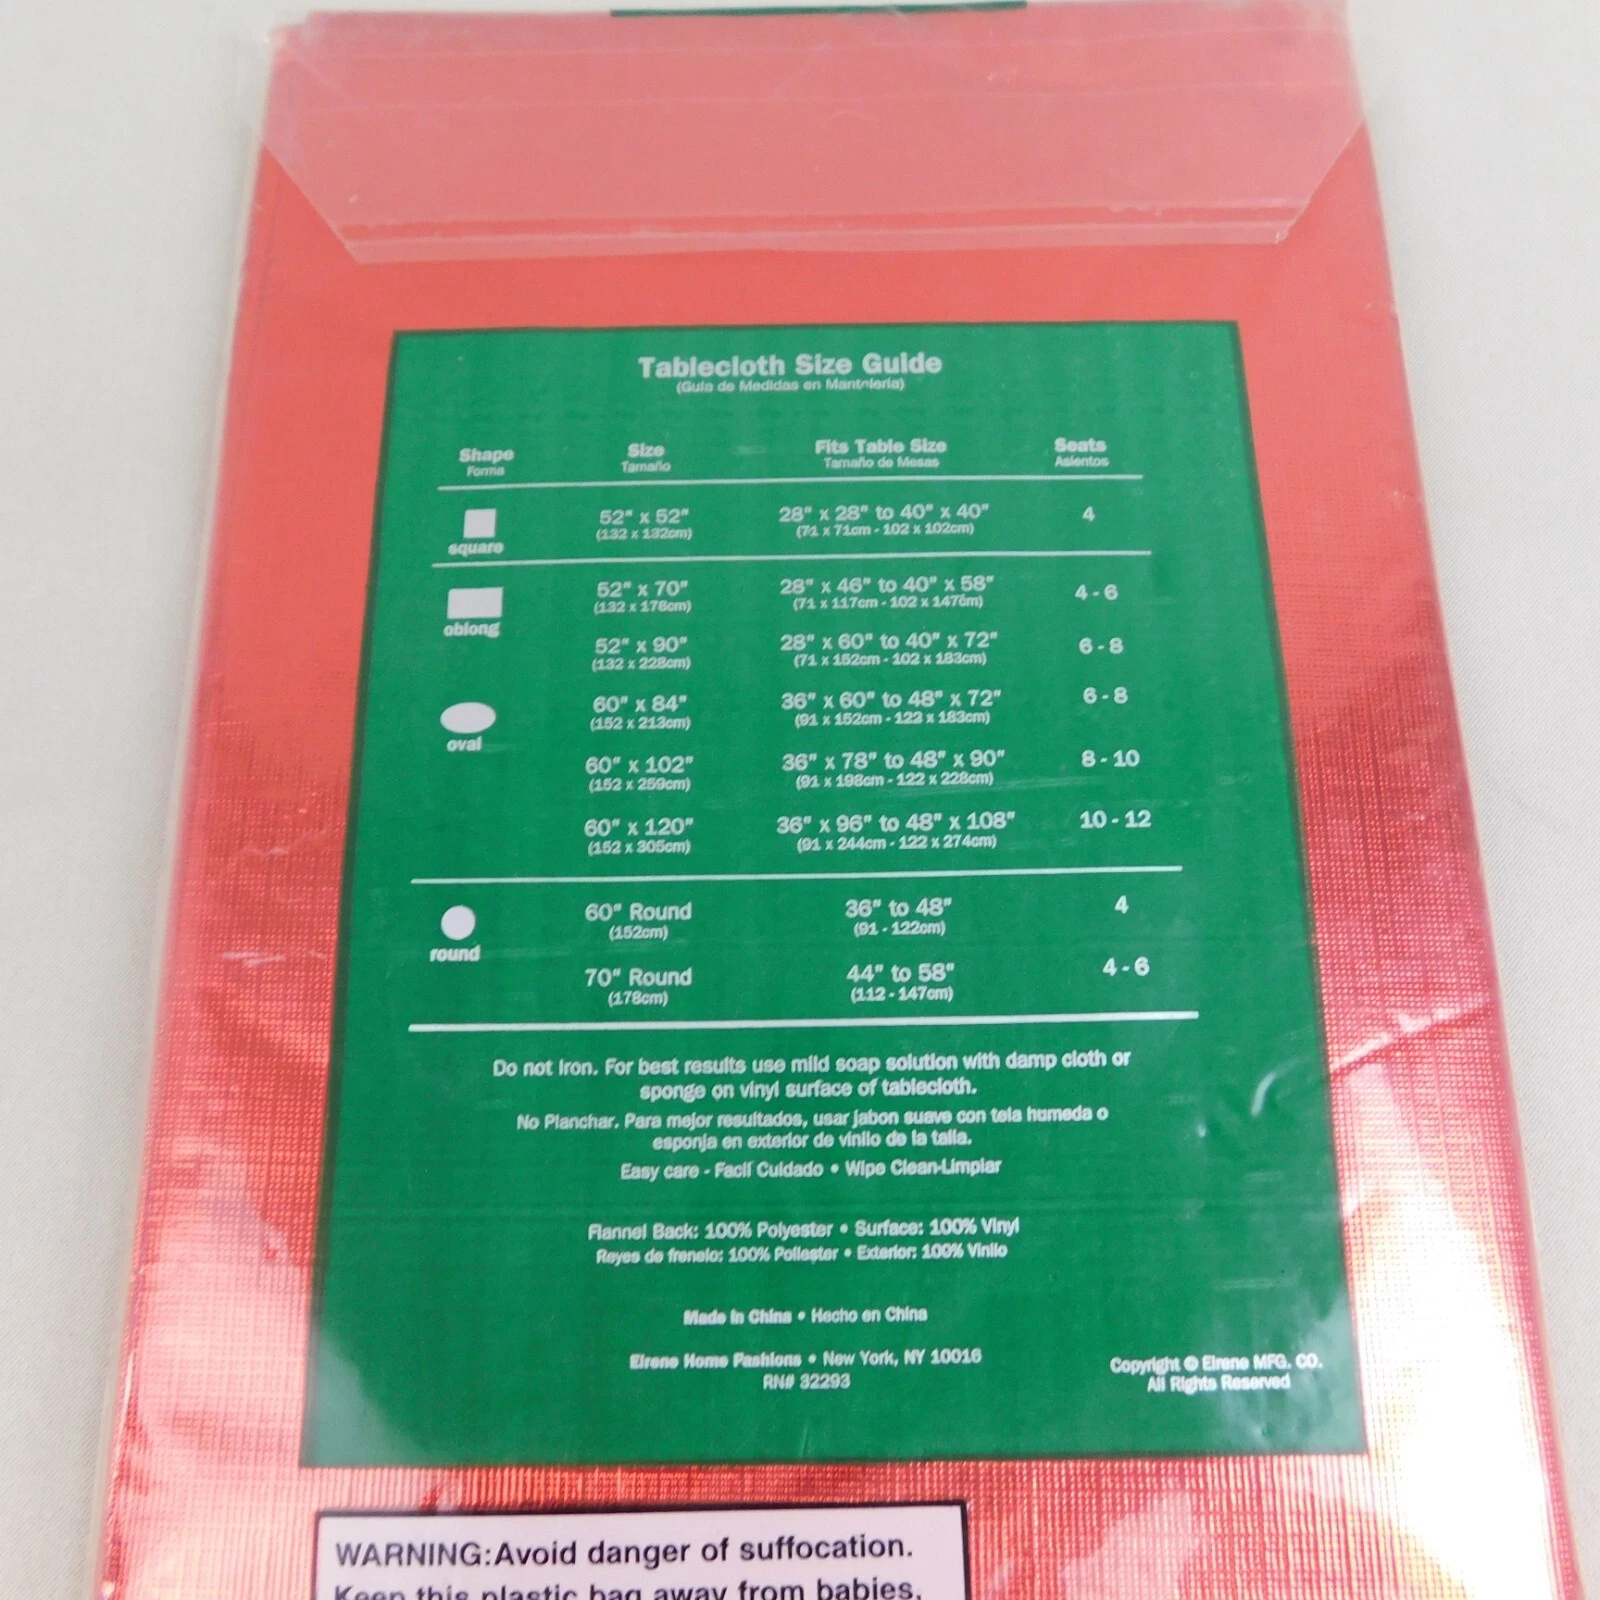 Tablecloth Size Guide
(Guia de Medidas en Mantelería)
Shape Size Fits Table Size Seats
Forma Tamaño Tamaño de Mesas Asientos
52" x 52" 28" x 28" to 40" x 40" 4
(132 x 132cm) (71 x 71cm - 102 x 102cm)
square
52" x 70" 28" x 46" to 40" x 58" 4 - 6
(132 x 178cm) (71 x 117cm - 102 x 147cm)
oblong
52" x 90" 28" x 60" to 40" x 72" 6 - 8
(132 x 228cm) (71 x 152cm - 102 x 183cm)
60" x 84" 36" x 60" to 48" x 72" 6 - 8
(152 x 213cm) (91 x 152cm - 122 x 183cm)
oval
60" x 102" 36" x 78" to 48" x 90" 8 - 10
(152 x 259cm) (91 x 198cm - 122 x 228cm)
60" x 120" 36" x 96" to 48" x 108" 10 - 12
(152 x 305cm) (91 x 244cm - 122 x 274cm)
60" Round 36" to 48" 4
(152cm) (91 - 122cm)
round
70" Round 44" to 58" 4 - 6
(178cm) (112 - 147cm)
Do not Iron. For best results use mild soap solution with damp cloth or
sponge on vinyl surface of tablecloth.
No Planchar. Para mejor resultados, usar jabon suave con tela humeda o
esponja en exterior de vinilo de la talla.
Easy care - Facil Cuidado • Wipe Clean-Limpiar
Flannel Back: 100% Polyester • Surface: 100% Vinyl
Reyes de frenelo: 100% Poliester • Exterior: 100% Vinilo
Made in China • Hecho en China
Elrene Home Fashions • New York, NY 10016
RN# 32293
Copyright © Elrene MFG. CO.
All Rights Reserved
WARNING:Avoid danger of suffocation.
Keep this plastic bag away from babies,